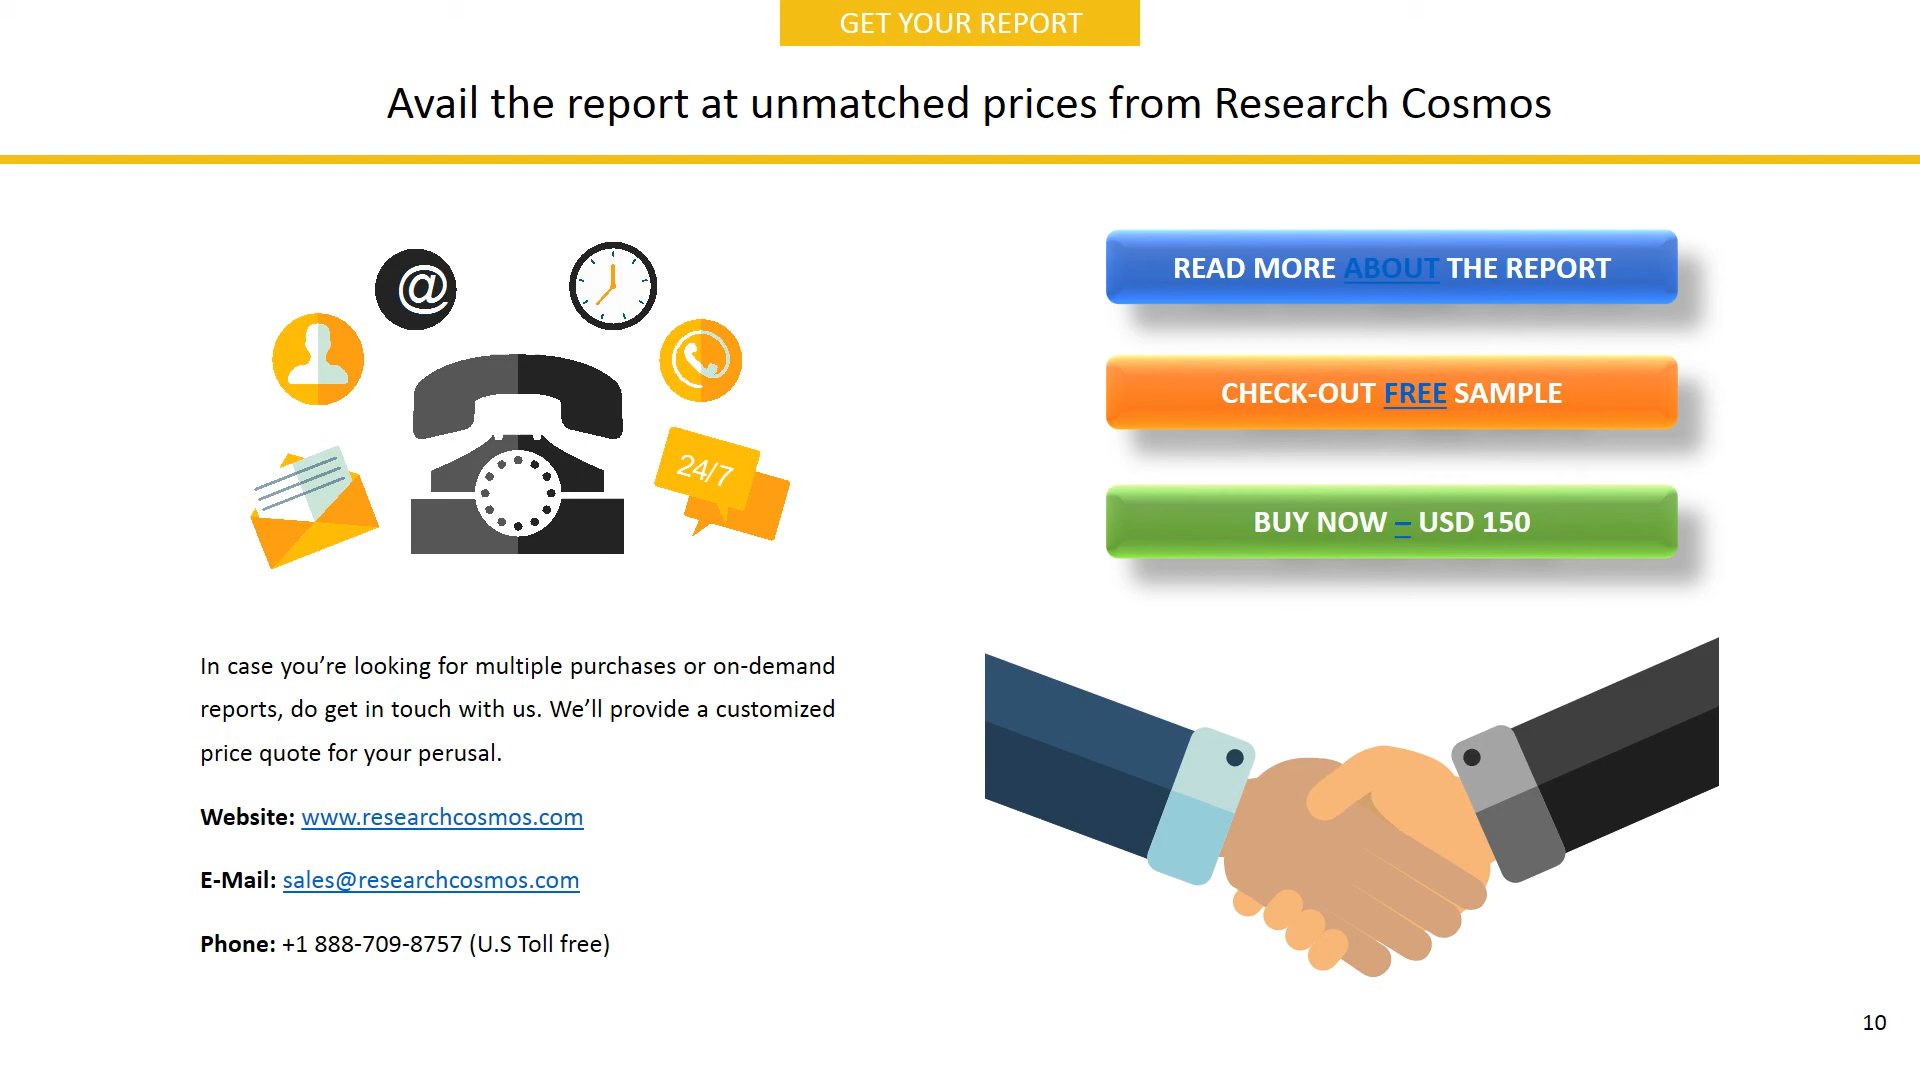 GET YOUR REPORT
Avail the report at unmatched prices from Research Cosmos
@
24/7
READ MORE ABOUT THE REPORT
CHECK-OUT FREE SAMPLE
BUY NOW – USD 150
In case you’re looking for multiple purchases or on-demand
reports, do get in touch with us. We’ll provide a customized
price quote for your perusal.
Website: www.researchcosmos.com
E-Mail: sales@researchcosmos.com
Phone: +1 888-709-8757 (U.S Toll free)
10